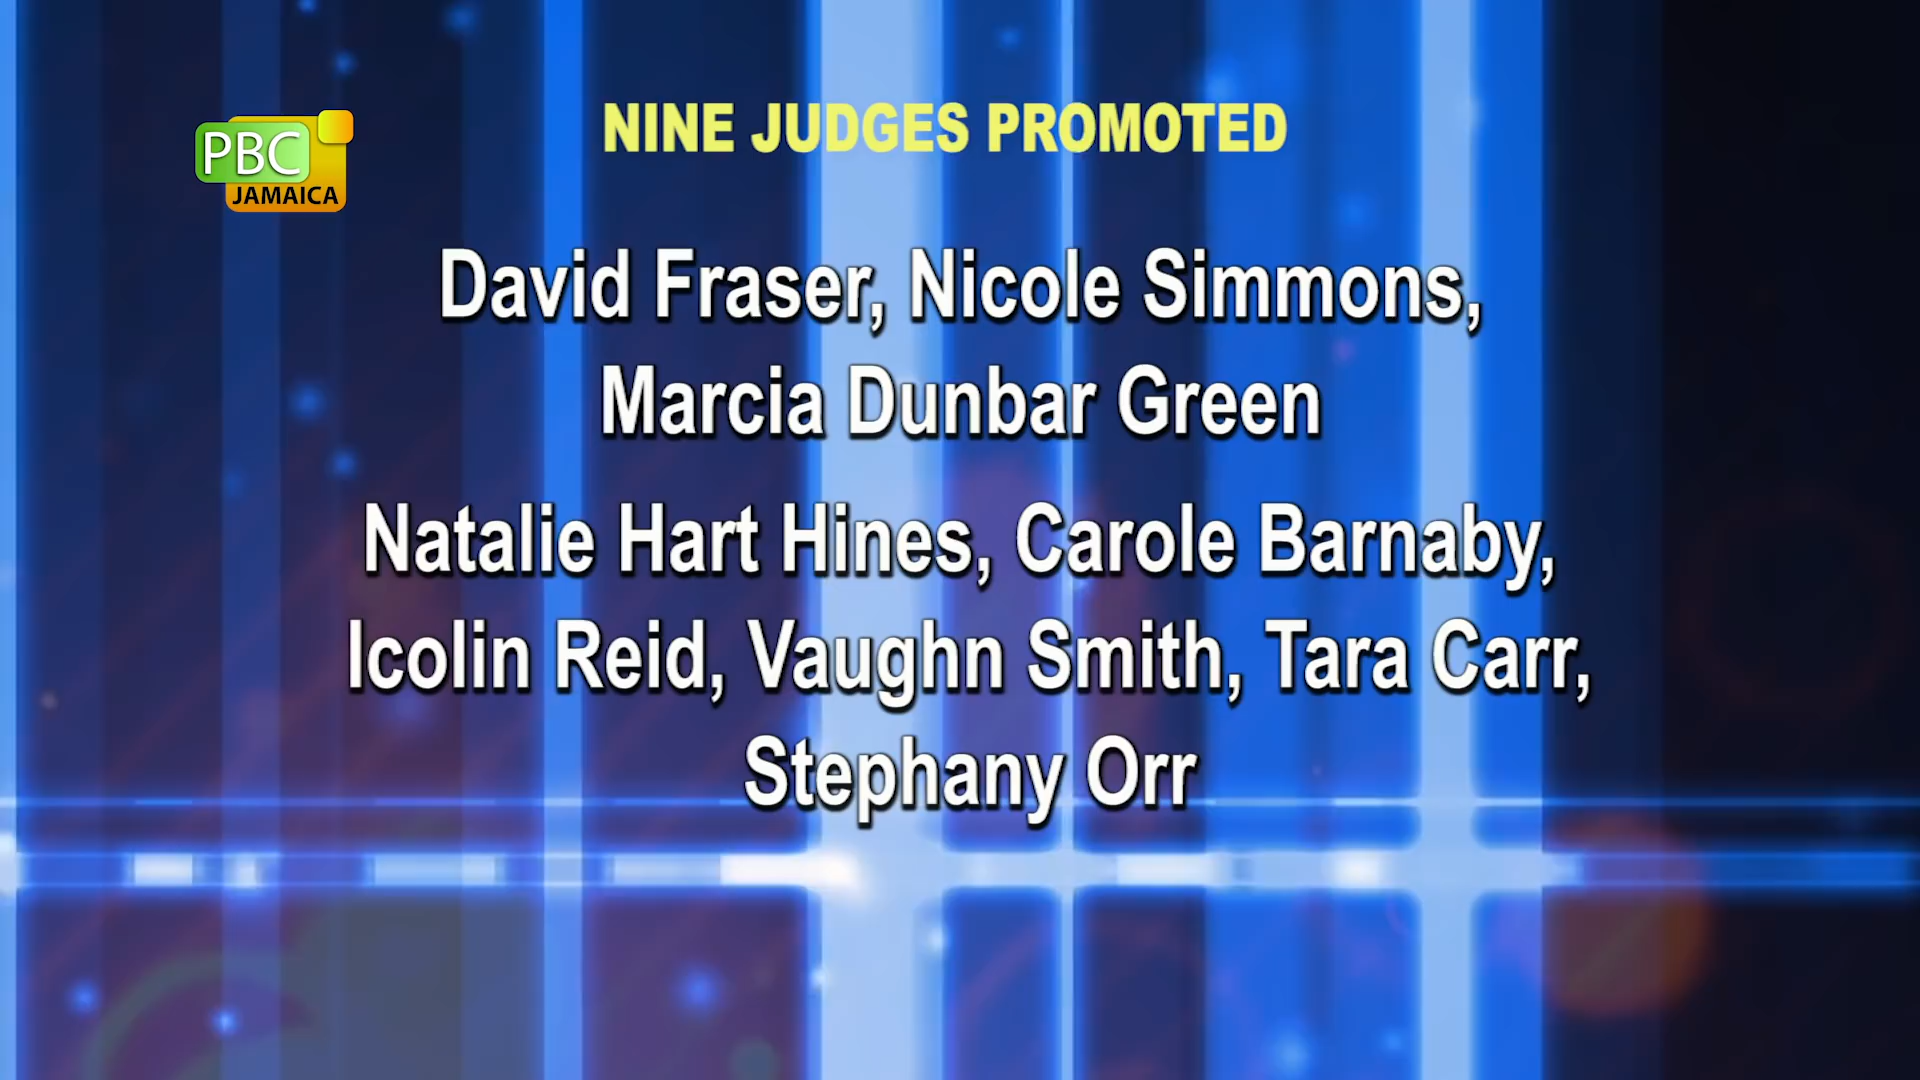 NINE JUDGES PROMOTED
PBC
JAMAICA
David Fraser, Nicole Simmons,
Marcia Dunbar Green
Natalie Hart Hines, Carole Barnaby,
Icolin Reid, Vaughn Smith, Tara Carr,
Stephany Orr